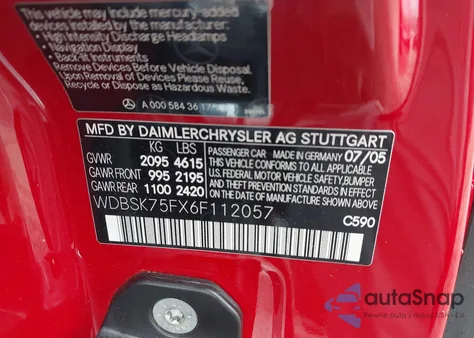 This vehicle may include mercury-added
devices installed by the manufacturer:
- High Intensity Discharge Headlamps
- Navigation Display
- Back-lit Instruments
Remove Devices Before Vehicle Disposal.
Upon Removal of Devices Please Reuse,
Recycle or Dispose as Hazardous Waste.
A 000 584 36 17
MFD BY DAIMLERCHRYSLER AG STUTTGART
KG LBS
GVWR 2095 4615
GAWR FRONT 995 2195
GAWR REAR 1100 2420
PASSENGER CAR MADE IN GERMANY 07/05
THIS VEHICLE CONFORMS TO ALL APPLICABLE
U.S. FEDERAL MOTOR VEHICLE SAFETY, BUMPER,
AND THEFT PREVENTION STANDARDS IN EFFECT
ON THE DATE OF MANUFACTURE SHOWN ABOVE
WDBSK75FX6F112057
C590
autoSnap